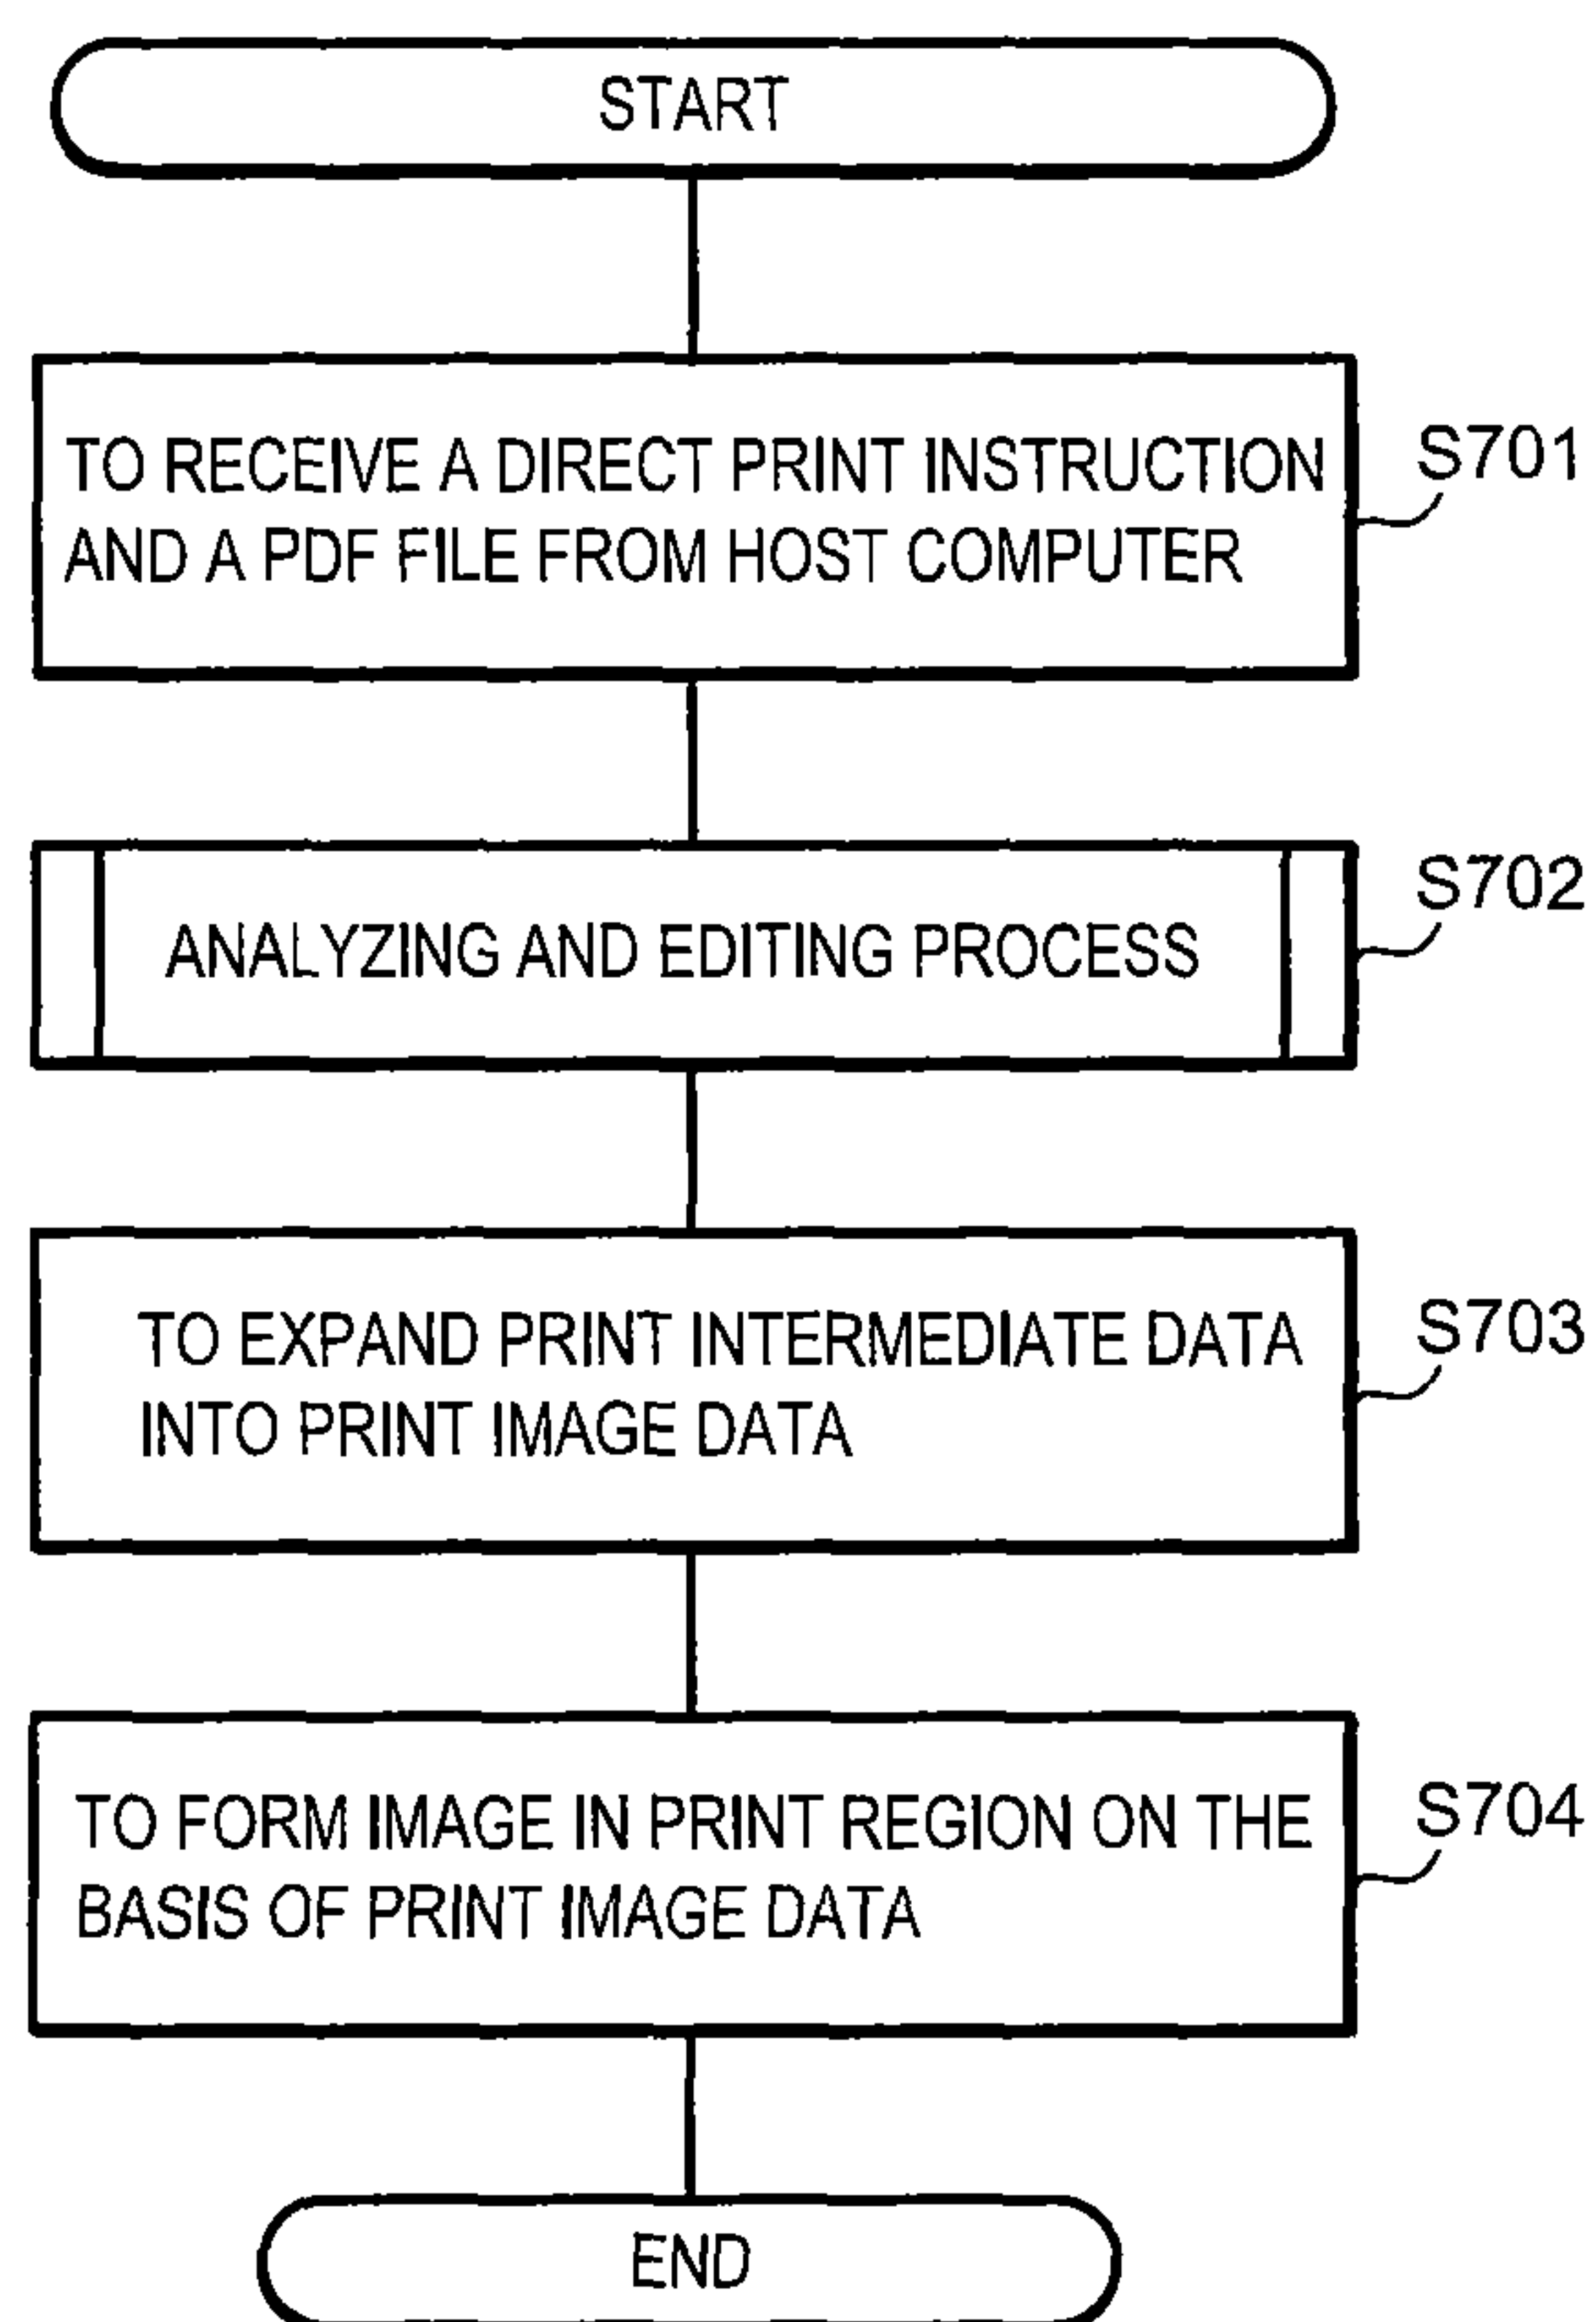 START
TO RECEIVE A DIRECT PRINT INSTRUCTION
AND A PDF FILE FROM HOST COMPUTER
S701
ANALYZING AND EDITING PROCESS
S702
TO EXPAND PRINT INTERMEDIATE DATA
INTO PRINT IMAGE DATA
S703
TO FORM IMAGE IN PRINT REGION ON THE
BASIS OF PRINT IMAGE DATA
S704
END